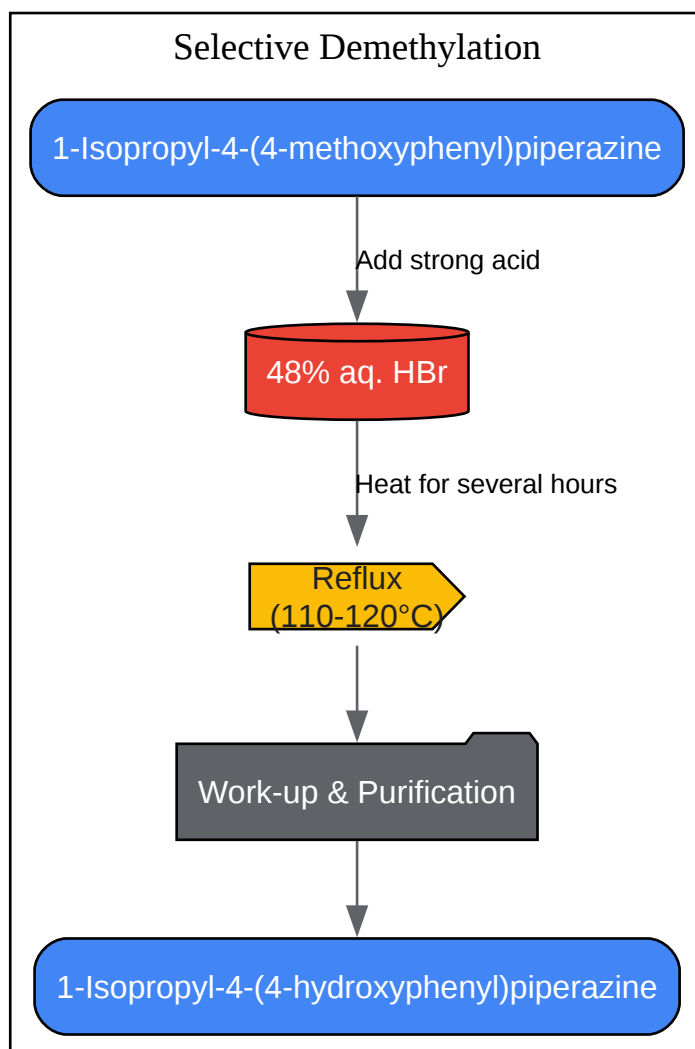 Selective Demethylation
1-Isopropyl-4-(4-methoxyphenyl)piperazine
Add strong acid
48% aq. HBr
Heat for several hours
Reflux
(110-120°C)
Work-up & Purification
1-Isopropyl-4-(4-hydroxyphenyl)piperazine